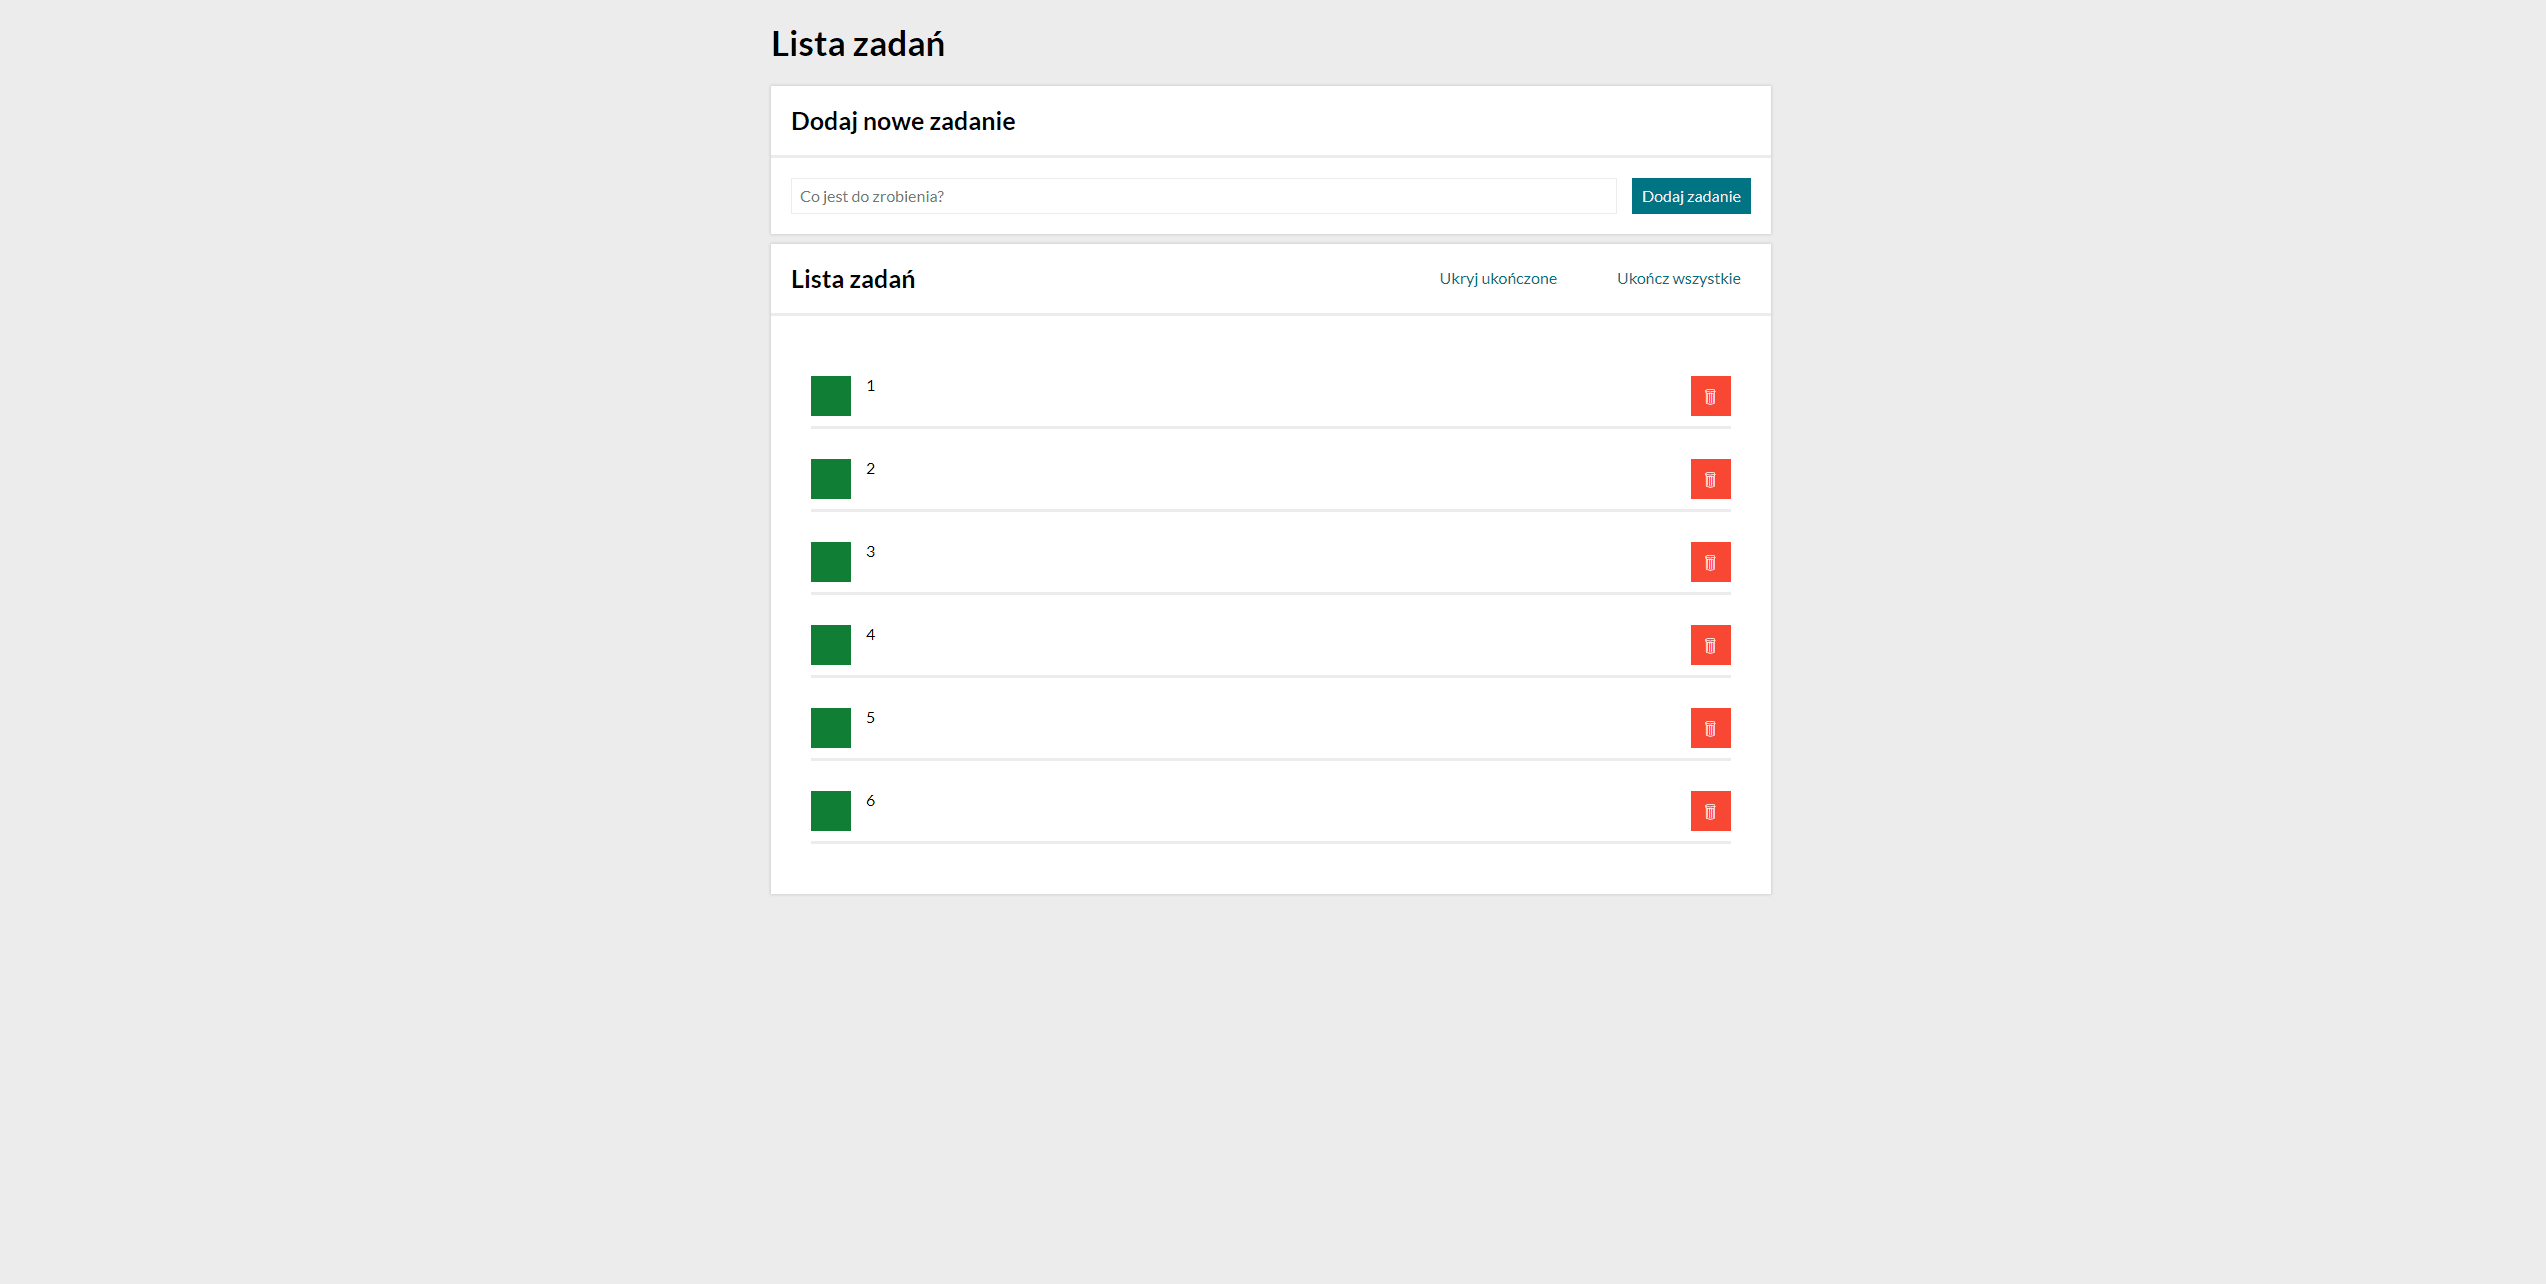 Lista zadań
Dodaj nowe zadanie
Co jest do zrobienia? Dodaj zadanie
Lista zadań Ukryj ukończone Ukończ wszystkie
1
2
3
4
5
6